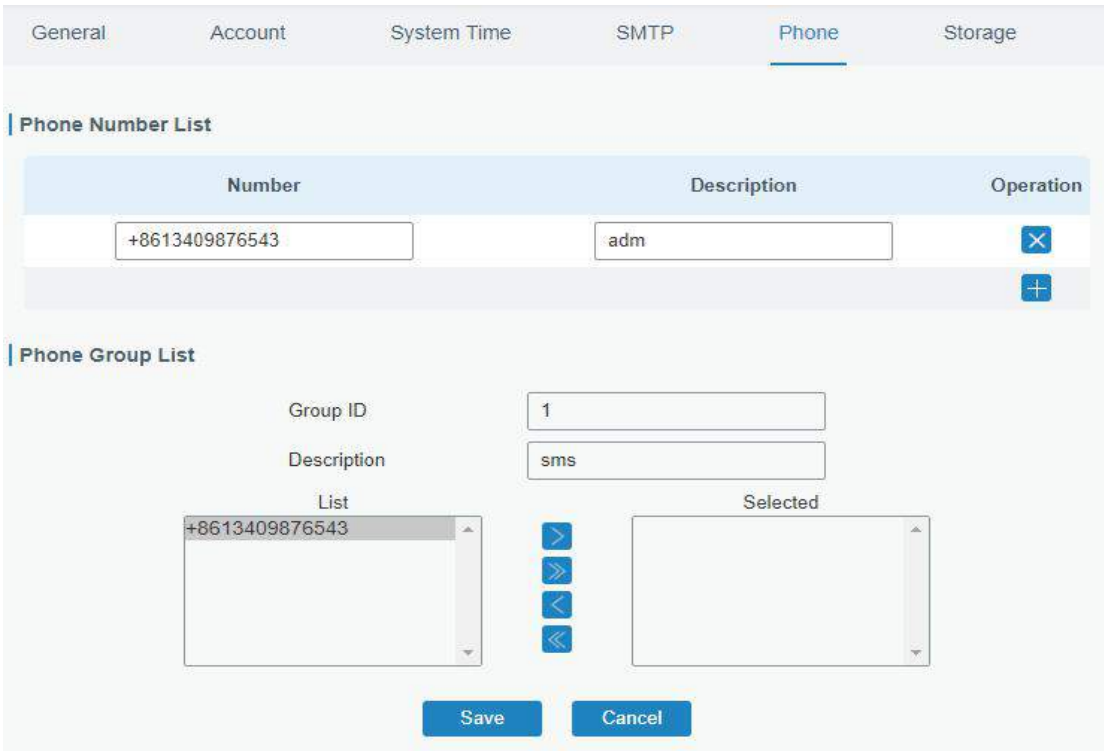 General Account System Time SMTP Phone Storage
Phone Number List
Number Description Operation
+8613409876543 adm
Phone Group List
Group ID 1
Description sms
List Selected
+8613409876543
Save Cancel